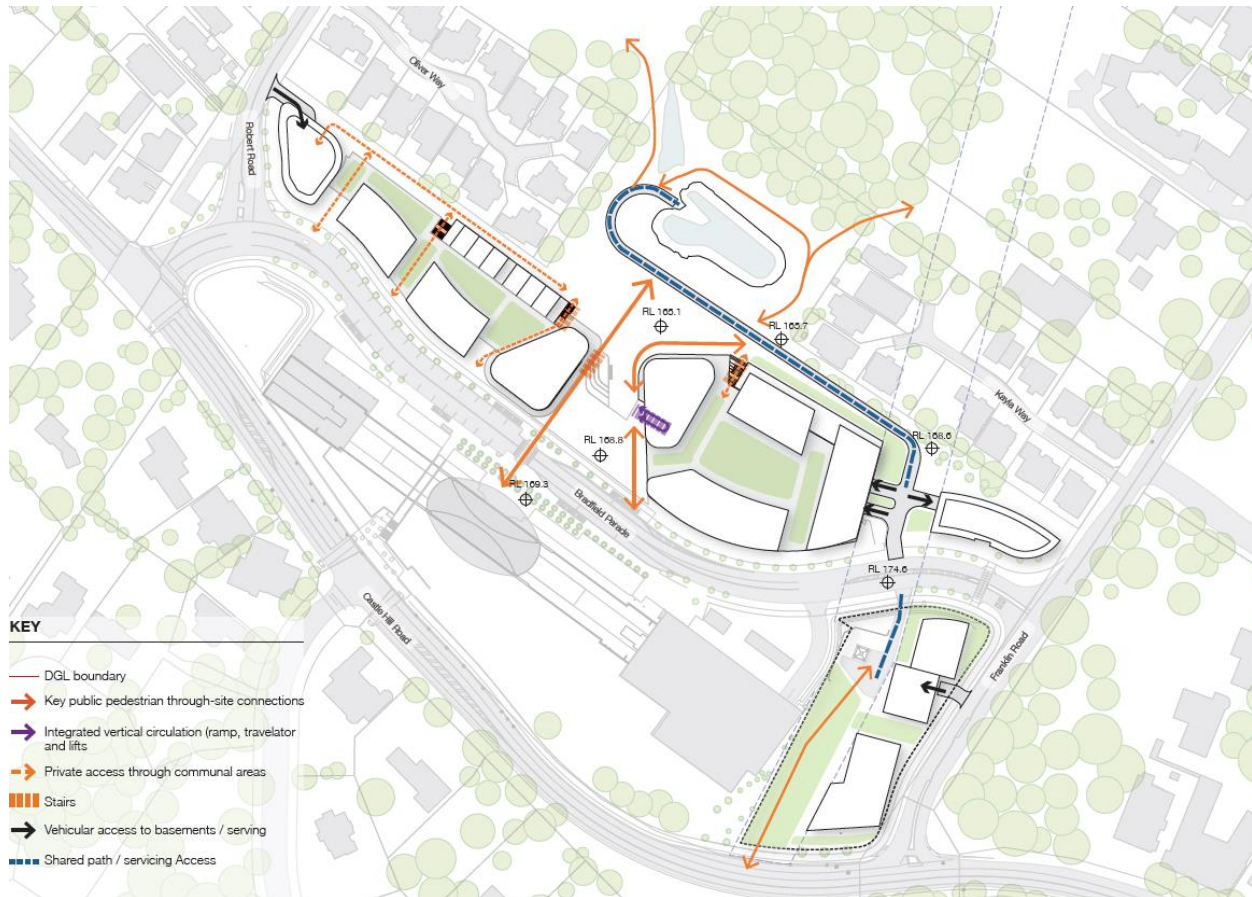 Oliver Way
Robert Road
RL 165.1
RL 165.7
Kayla Way
RL 168.8
RL 168.6
RL 169.3
Bradfield Parade
RL 174.6
Castle Hill Road
Franklin Road
KEY
DGL boundary
Key public pedestrian through-site connections
Integrated vertical circulation (ramp, travelator
and lifts
Private access through communal areas
Stairs
Vehicular access to basements / serving
Shared path / servicing Access